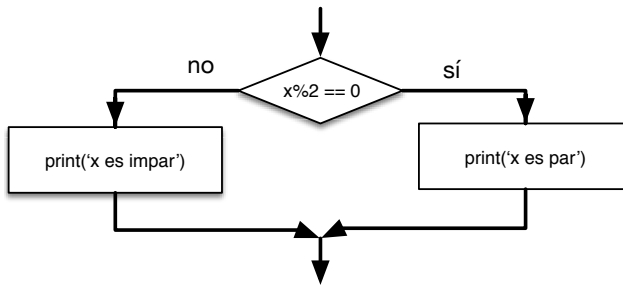 no
sí
x%2 == 0
print(‘x es impar’)
print(‘x es par’)